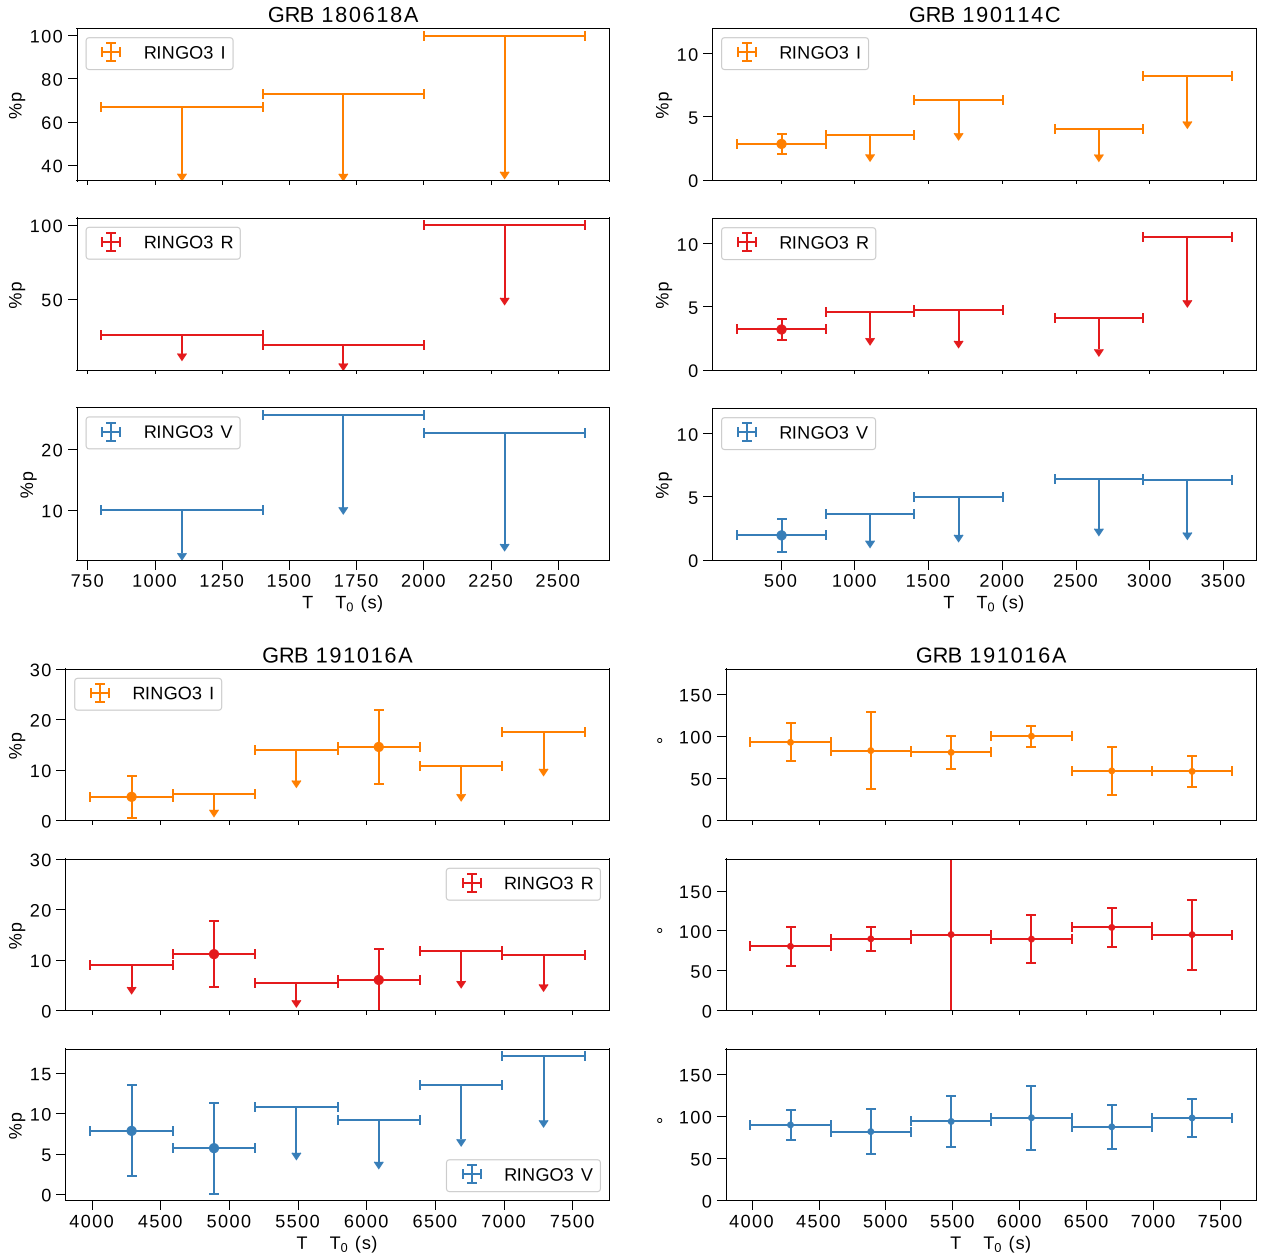 GRB 180618A
100
80
60
40
%p
RINGO3 I
100
50
%p
RINGO3 R
20
10
%p
RINGO3 V
750 1000 1250 1500 1750 2000 2250 2500
T T0 (s)
GRB 190114C
10
5
0
%p
RINGO3 I
10
5
0
%p
RINGO3 R
10
5
0
%p
RINGO3 V
500 1000 1500 2000 2500 3000 3500
T T0 (s)
GRB 191016A
30
20
10
0
%p
RINGO3 I
30
20
10
0
%p
RINGO3 R
15
10
5
0
%p
RINGO3 V
4000 4500 5000 5500 6000 6500 7000 7500
T T0 (s)
GRB 191016A
150
100
50
0
°
150
100
50
0
°
150
100
50
0
°
4000 4500 5000 5500 6000 6500 7000 7500
T T0 (s)